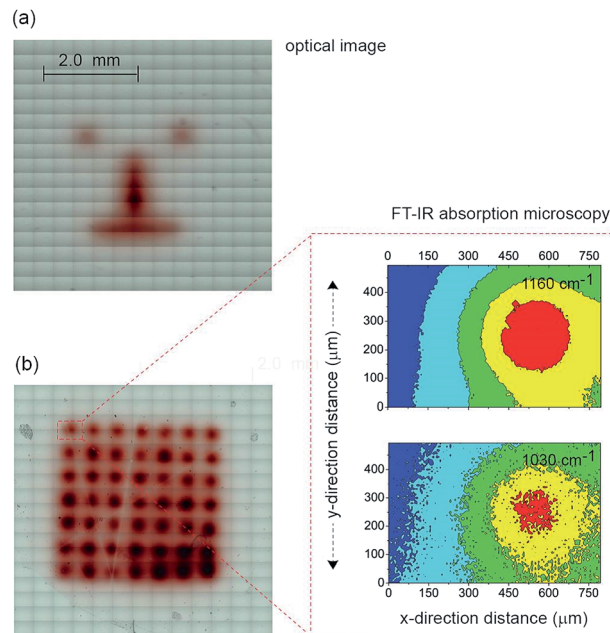 (a)
optical image
2.0 mm
FT-IR absorption microscopy
0 150 300 450 600 750
1160 cm-1
400
300
200
100
0
y-direction distance (μm)
(b)
2.0 mm
1030 cm-1
400
300
200
100
0
0 150 300 450 600 750
x-direction distance (μm)